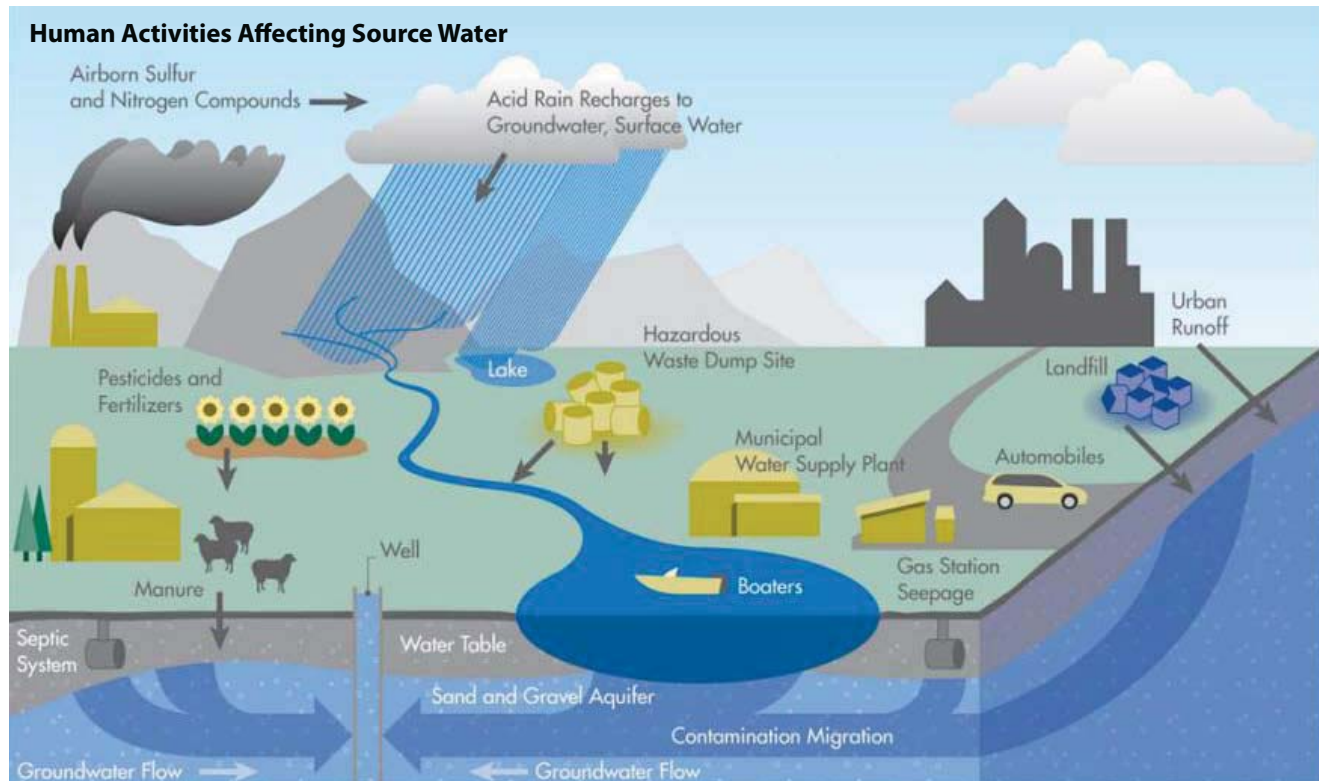 Human Activities Affecting Source Water
Airborn Sulfur
and Nitrogen Compounds
Acid Rain Recharges to
Groundwater, Surface Water
Urban
Runoff
Hazardous
Waste Dump Site
Lake
Landfill
Pesticides and
Fertilizers
Municipal
Water Supply Plant
Automobiles
Well
Gas Station
Seepage
Boaters
Manure
Septic
System
Water Table
Sand and Gravel Aquifer
Contamination Migration
Groundwater Flow
Groundwater Flow